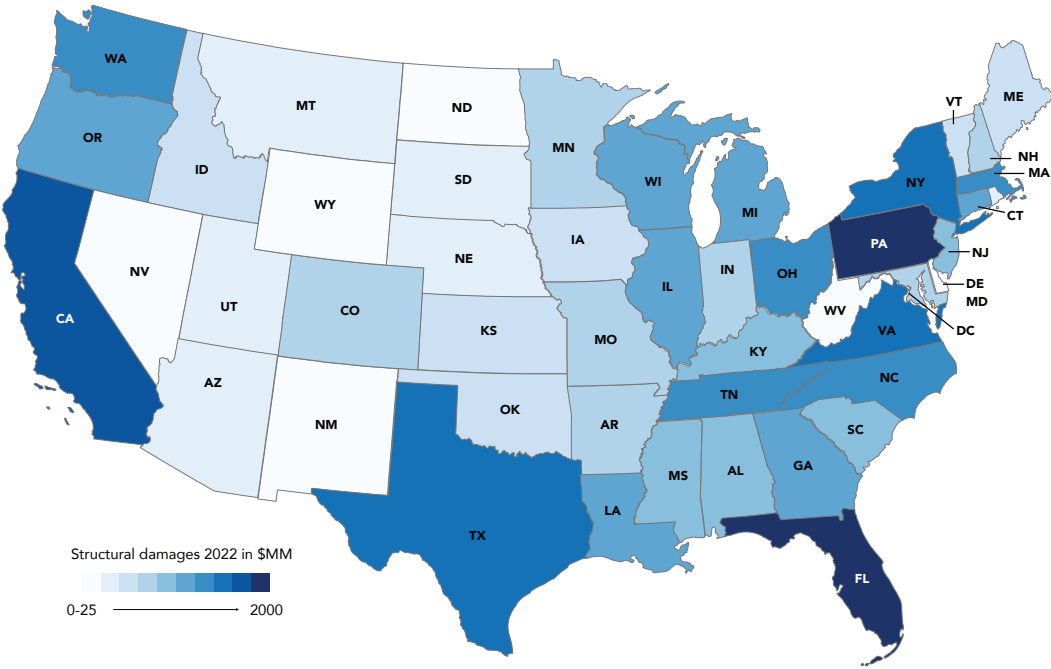 WA
MT
ND
MN
VT
ME
OR
ID
SD
WI
MI
NY
NH
MA
CT
WY
IA
PA
NJ
NV
NE
IL
IN
OH
DE
MD
DC
UT
CO
KS
MO
WV
VA
CA
KY
AZ
NM
OK
AR
TN
NC
SC
MS
AL
GA
LA
TX
FL
Structural damages 2022 in $MM
0-25
2000